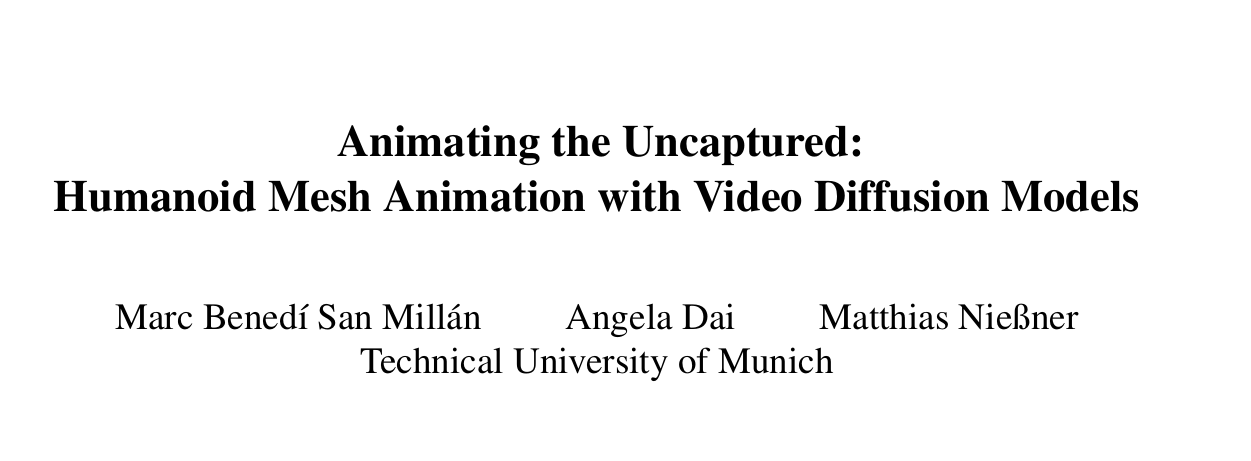 Animating the Uncaptured:
Humanoid Mesh Animation with Video Diffusion Models
Marc Benedí San Millán Angela Dai Matthias Nießner
Technical University of Munich